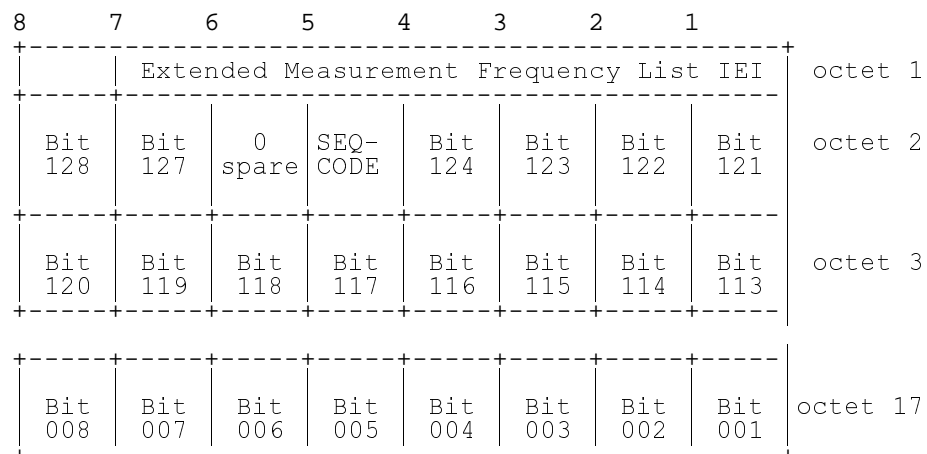 8 7 6 5 4 3 2 1
Extended Measurement Frequency List IEI octet 1
Bit Bit 0 SEQ- Bit Bit Bit Bit octet 2
128 127 spare CODE 124 123 122 121
Bit Bit Bit Bit Bit Bit Bit Bit octet 3
120 119 118 117 116 115 114 113
Bit Bit Bit Bit Bit Bit Bit Bit octet 17
008 007 006 005 004 003 002 001